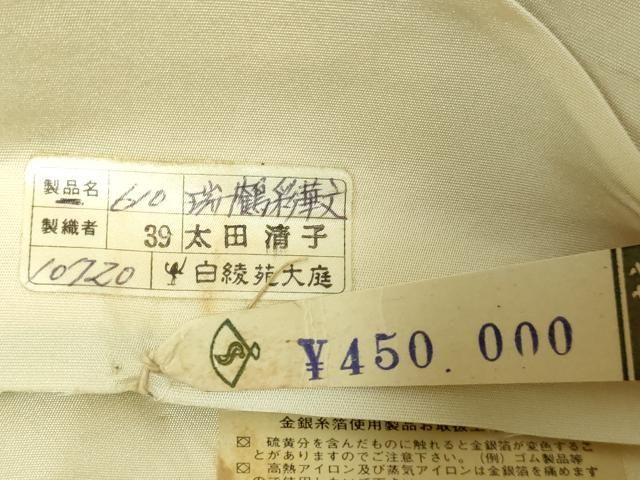 製品名 610 瑞鶴彩華文
製織者 39 太田清子
10720 白綾苑大庭
¥450.000
金銀糸箔使用製品お取扱上
硫黄分を含んだものに触れると金銀箔が変色するこ
とがありますのでご注意下さい。(例)ゴム製品等
高熱アイロン及び蒸気アイロンは金銀箔を痛めます